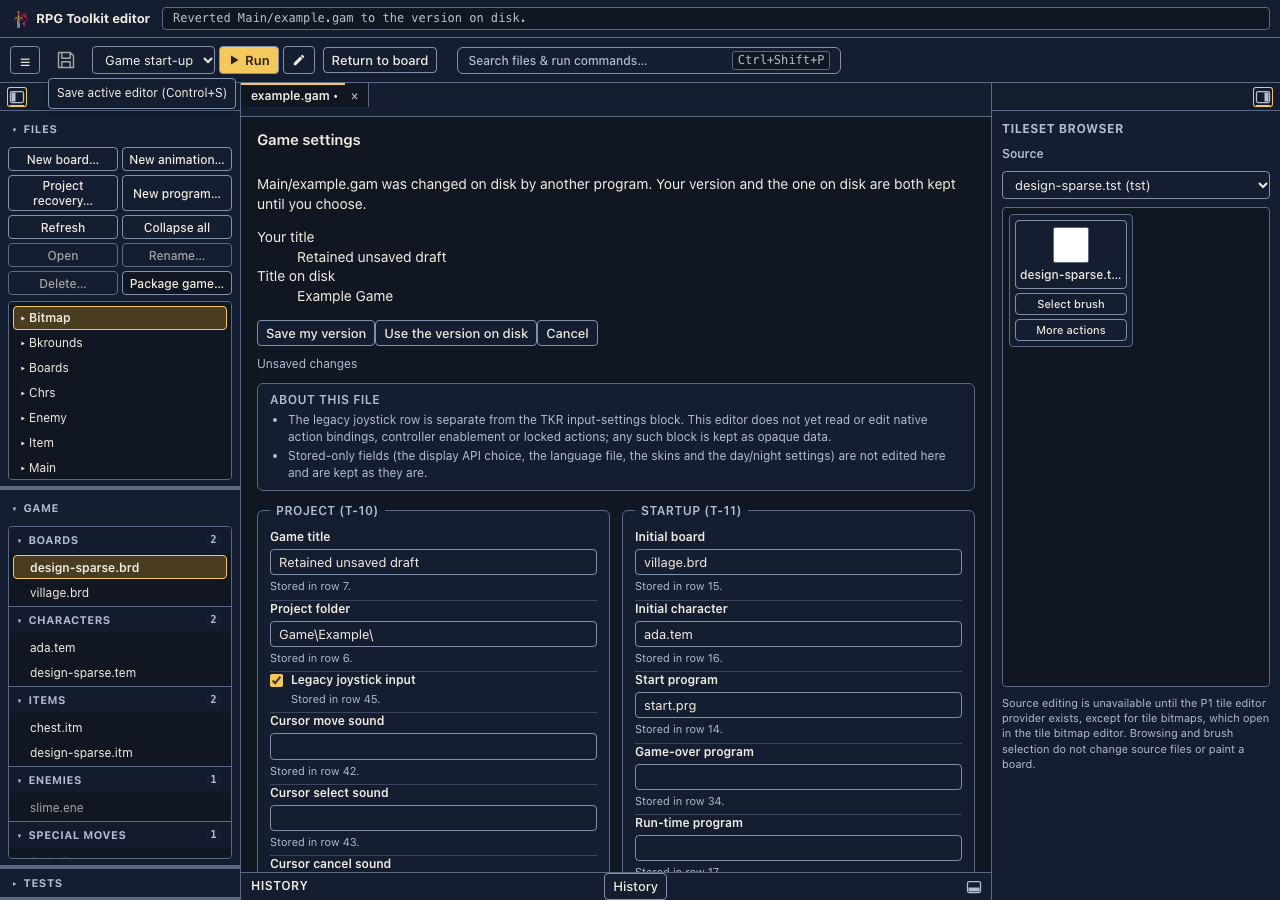 RPG Toolkit editor
Reverted Main/example.gam to the version on disk.
Game start-up
Run
Return to board
Search files & run commands...
Ctrl+Shift+P
Save active editor (Control+S)
example.gam •
×
FILES
New board...
New animation...
Project recovery...
New program...
Refresh
Collapse all
Open
Rename...
Delete...
Package game...
Bitmap
Bkrounds
Boards
Chrs
Enemy
Item
Main
GAME
BOARDS 2
design-sparse.brd
village.brd
CHARACTERS 2
ada.tem
design-sparse.tem
ITEMS 2
chest.itm
design-sparse.itm
ENEMIES 1
slime.ene
SPECIAL MOVES 1
TESTS
Game settings
Main/example.gam was changed on disk by another program. Your version and the one on disk are both kept
until you choose.
Your title
Retained unsaved draft
Title on disk
Example Game
Save my version
Use the version on disk
Cancel
Unsaved changes
ABOUT THIS FILE
• The legacy joystick row is separate from the TKR input-settings block. This editor does not yet read or edit native
action bindings, controller enablement or locked actions; any such block is kept as opaque data.
• Stored-only fields (the display API choice, the language file, the skins and the day/night settings) are not edited here
and are kept as they are.
PROJECT (T-10)
Game title
Retained unsaved draft
Stored in row 7.
Project folder
Game\Example\
Stored in row 6.
Legacy joystick input
Stored in row 45.
Cursor move sound
Stored in row 42.
Cursor select sound
Stored in row 43.
Cursor cancel sound
STARTUP (T-11)
Initial board
village.brd
Stored in row 15.
Initial character
ada.tem
Stored in row 16.
Start program
start.prg
Stored in row 14.
Game-over program
Stored in row 34.
Run-time program
Stored in row 17.
HISTORY
History
TILESET BROWSER
Source
design-sparse.tst (tst)
design-sparse.t...
Select brush
More actions
Source editing is unavailable until the P1 tile editor
provider exists, except for tile bitmaps, which open
in the tile bitmap editor. Browsing and brush
selection do not change source files or paint a
board.